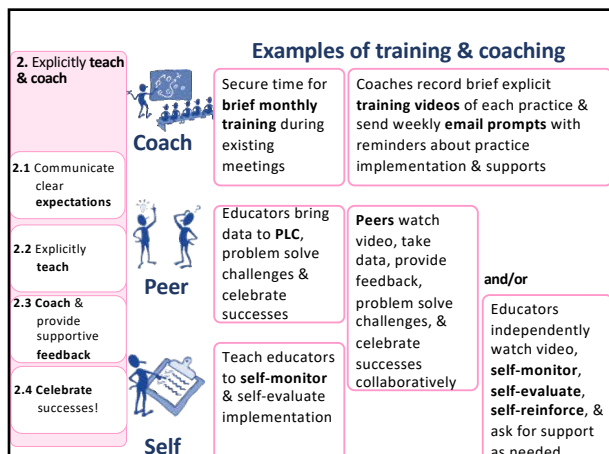 Examples of training & coaching
2. Explicitly teach
& coach
2.1 Communicate
clear
expectations
2.2 Explicitly
teach
2.3 Coach &
provide
supportive
feedback
2.4 Celebrate
successes!
Coach
Secure time for
brief monthly
training during
existing
meetings
Coaches record brief explicit
training videos of each practice &
send weekly email prompts with
reminders about practice
implementation & supports
Peer
Educators bring
data to PLC,
problem solve
challenges &
celebrate
successes
Peers watch
video, take
data, provide
feedback,
problem solve
challenges, &
celebrate
successes
collaboratively
and/or
Self
Teach educators
to self-monitor
& self-evaluate
implementation
Educators
independently
watch video,
self-monitor,
self-evaluate,
self-reinforce, &
ask for support
as needed